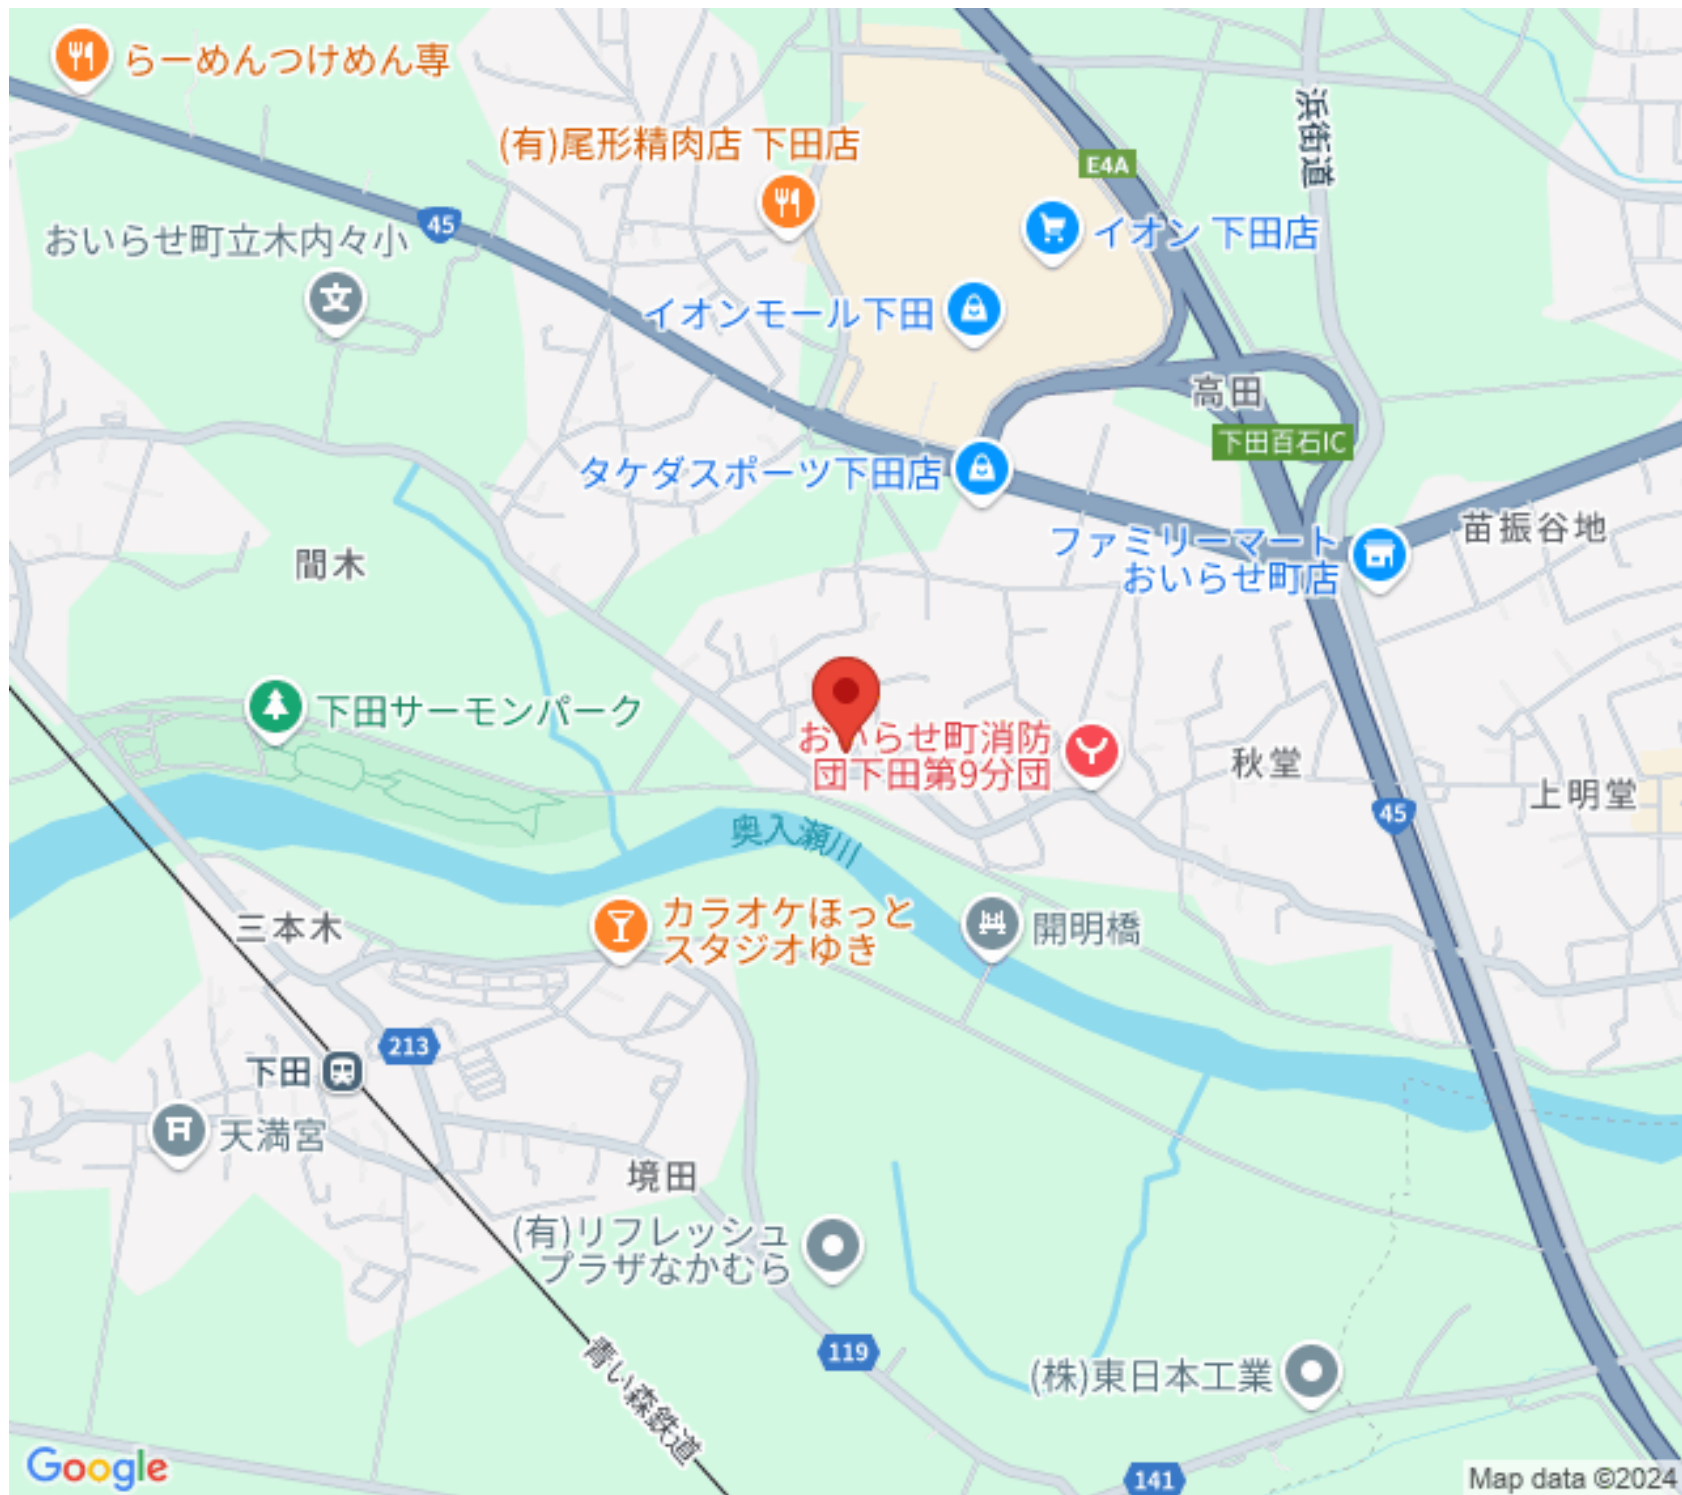 らーめんつけめん専
(有)尾形精肉店 下田店
E4A
浜街道
45
おいらせ町立木内々小
イオン 下田店
イオンモール下田
高田
下田百石IC
タケダスポーツ下田店
ファミリーマート
おいらせ町店
苗振谷地
間木
下田サーモンパーク
おいらせ町消防
団下田第9分団
秋堂
上明堂
45
奥入瀬川
カラオケほっと
スタジオゆき
開明橋
三本木
213
下田
天満宮
境田
(有)リフレッシュ
プラザなかむら
119
青い森鉄道
(株)東日本工業
141
Google
Map data ©2024